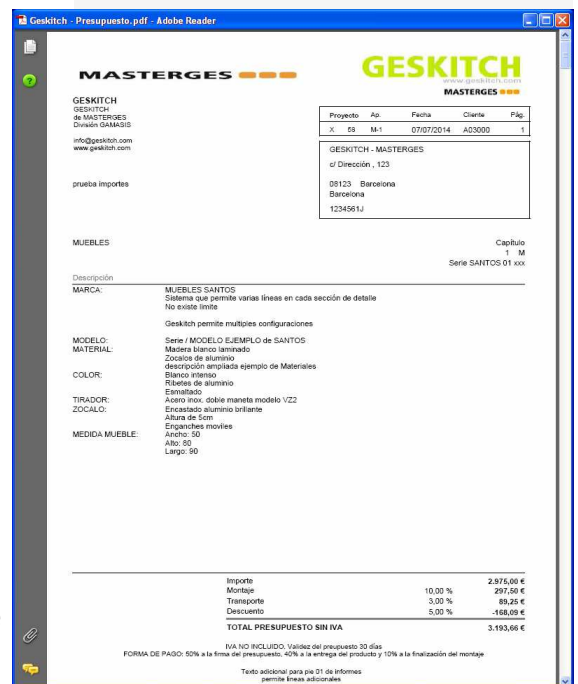 Geskitch - Presupuesto.pdf - Adobe Reader
MASTERGES
GESKITCH
www.geskitch.com
MASTERGES
GESKITCH
GESKITCH
de MASTERGES
División GAMASIS
info@geskitch.com
www.geskitch.com
prueba importes
Proyecto Ap. Fecha Cliente Pág.
X 58 M-1 07/07/2014 A03000 1
GESKITCH - MASTERGES
c/ Dirección , 123
08123 Barcelona
Barcelona
1234561J
MUEBLES Capítulo
1 M
Serie SANTOS 01 xxx
Descripción
MARCA: MUEBLES SANTOS
Sistema que permite varias líneas en cada sección de detalle
No existe límite
Geskitch permite multiples configuraciones
MODELO: Serie / MODELO EJEMPLO de SANTOS
MATERIAL: Madera blanco laminado
Zocalos de aluminio
descripción ampliada ejemplo de Materiales
COLOR: Blanco intenso
Ribetes de aluminio
Esmaltado
TIRADOR: Acero inox. doble maneta modelo VZ2
ZOCALO: Encastado aluminio brillante
Altura de 5cm
Enganches moviles
MEDIDA MUEBLE: Ancho: 50
Alto: 80
Largo: 90
Importe 2.975,00 €
Montaje 10,00 % 297,50 €
Transporte 3,00 % 89,25 €
Descuento 5,00 % -168,09 €
TOTAL PRESUPUESTO SIN IVA 3.193,66 €
IVA NO INCLUIDO. Validez del preupuesto 30 días
FORMA DE PAGO: 50% a la firma del presupuesto, 40% a la entrega del producto y 10% a la finalización del montaje
Texto adicional para pie 01 de informes
permite lineas adicionales